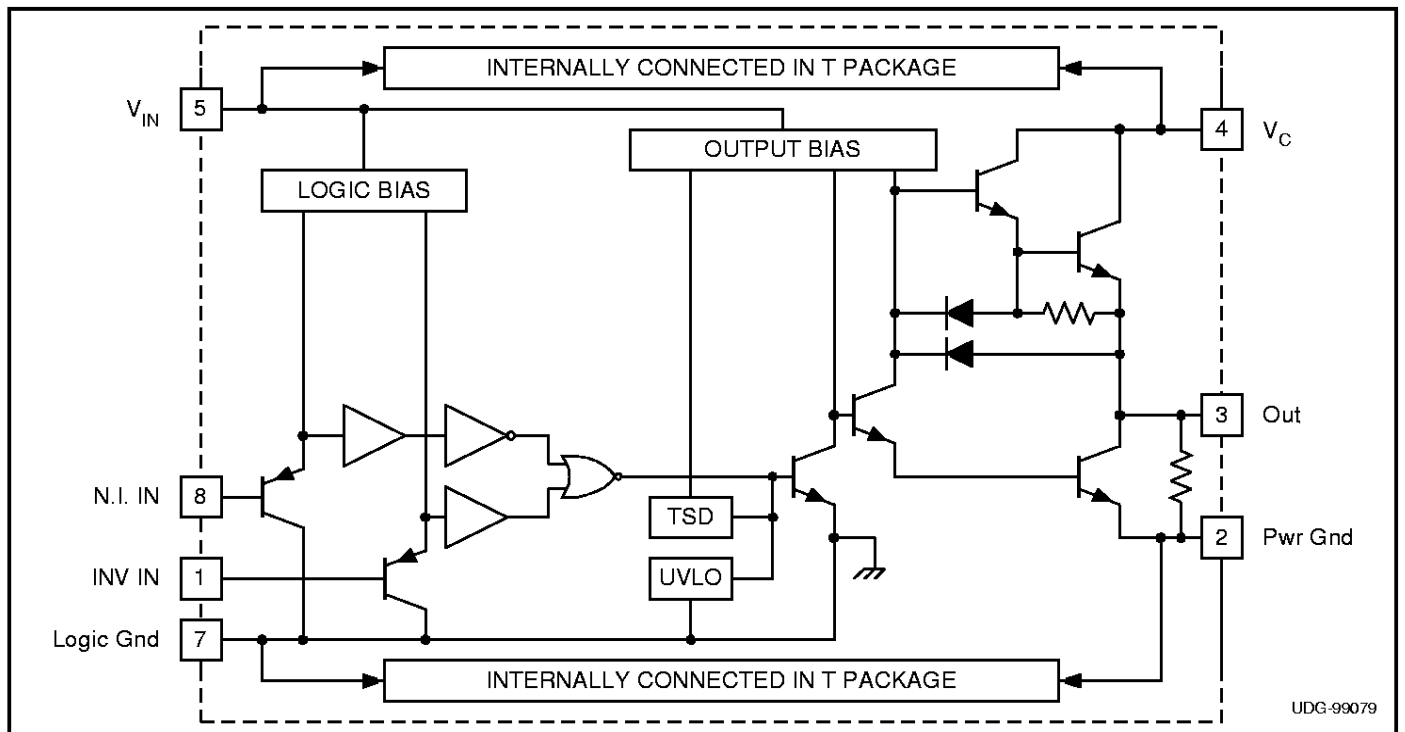 INTERNALLY CONNECTED IN T PACKAGE
VIN 5
4 VC
OUTPUT BIAS
LOGIC BIAS
3 Out
N.I. IN 8
TSD
2 Pwr Gnd
INV IN 1
UVLO
Logic Gnd 7
INTERNALLY CONNECTED IN T PACKAGE
UDG-99079